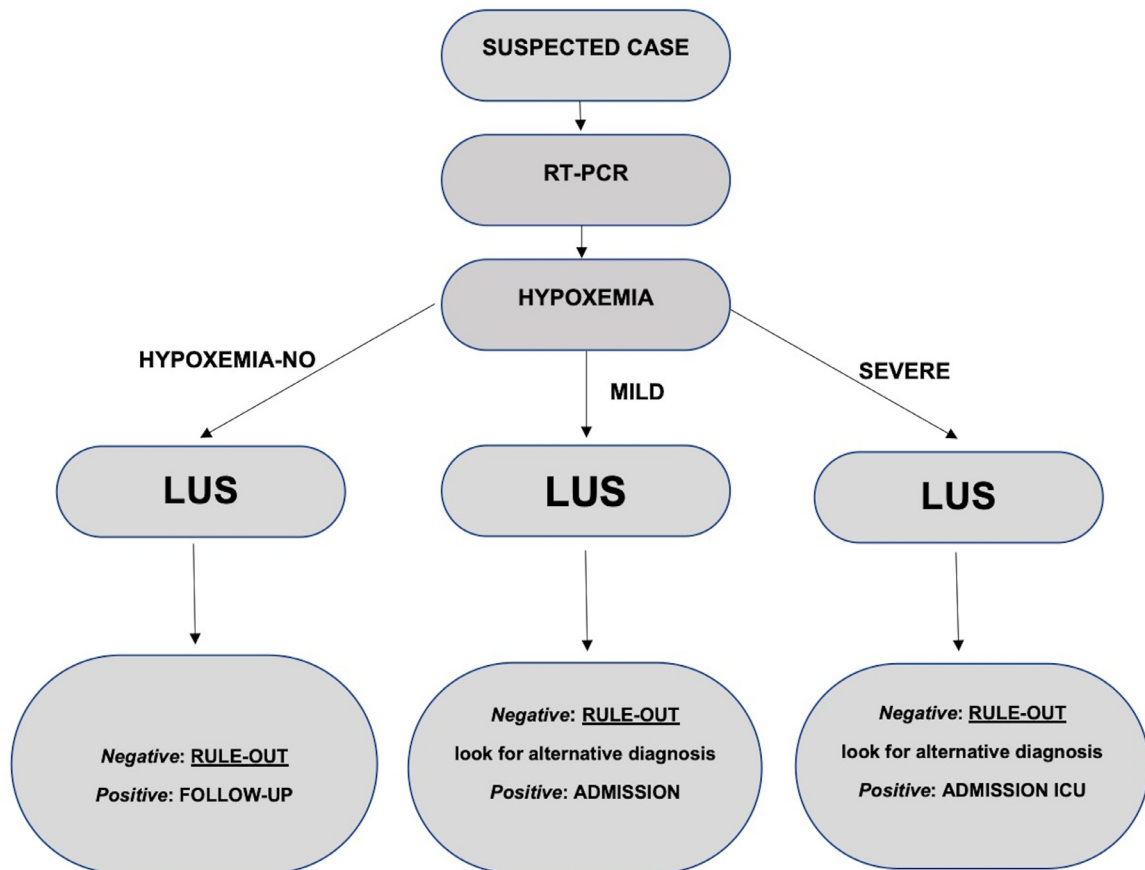 SUSPECTED CASE
RT-PCR
HYPOXEMIA
HYPOXEMIA-NO
MILD
SEVERE
LUS
LUS
LUS
Negative: RULE-OUT
Positive: FOLLOW-UP
Negative: RULE-OUT
look for alternative diagnosis
Positive: ADMISSION
Negative: RULE-OUT
look for alternative diagnosis
Positive: ADMISSION ICU